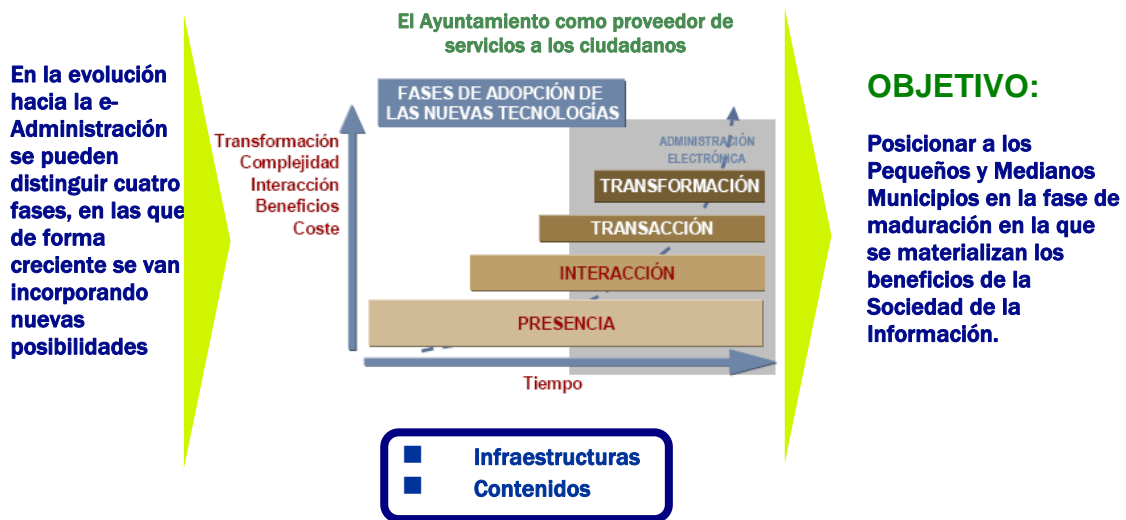 El Ayuntamiento como proveedor de
servicios a los ciudadanos
En la evolución
hacia la e-
Administración
se pueden
distinguir cuatro
fases, en las que
de forma
creciente se van
incorporando
nuevas
posibilidades
FASES DE ADOPCIÓN DE
LAS NUEVAS TECNOLOGÍAS
Transformación
Complejidad
Interacción
Beneficios
Coste
ADMINISTRACIÓN
ELECTRÓNICA
TRANSFORMACIÓN
TRANSACCIÓN
INTERACCIÓN
PRESENCIA
Tiempo
Infraestructuras
Contenidos
OBJETIVO:
Posicionar a los
Pequeños y Medianos
Municipios en la fase de
maduración en la que
se materializan los
beneficios de la
Sociedad de la
Información.